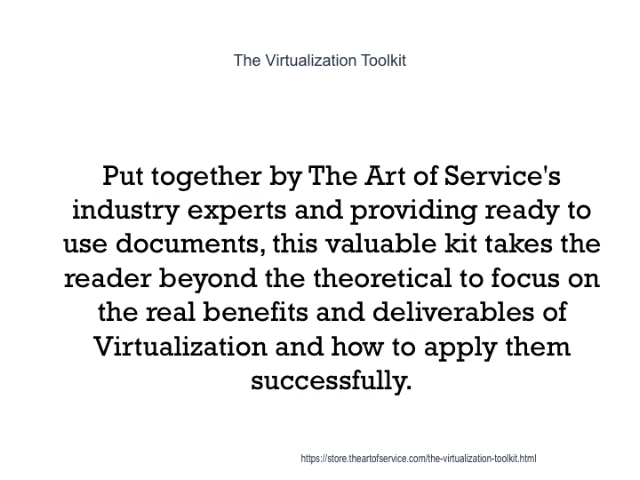 The Virtualization Toolkit
Put together by The Art of Service's
industry experts and providing ready to
use documents, this valuable kit takes the
reader beyond the theoretical to focus on
the real benefits and deliverables of
Virtualization and how to apply them
successfully.
https://store.theartofservice.com/the-virtualization-toolkit.html